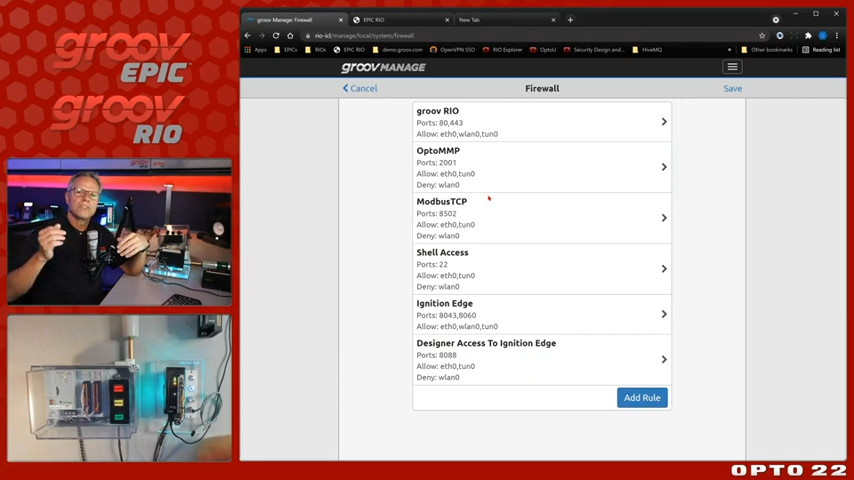 groov
EPIC
groov
RIO
groov Manage: Firewall
EPIC RIO
New Tab
rio-icl/manage/local/system/firewall
Apps
EPICs
RIOs
EPIC RIO
demo.groov.com
OpenVPN SSO
RIO Explorer
OptoU
Security Design and...
HiveMQ
Other bookmarks
Reading list
groov MANAGE
Cancel
Firewall
Save
groov RIO
Ports: 80,443
Allow: eth0,wlan0,tun0
OptoMMP
Ports: 2001
Allow: eth0,tun0
Deny: wlan0
ModbusTCP
Ports: 8502
Allow: eth0,tun0
Deny: wlan0
Shell Access
Ports: 22
Allow: eth0,tun0
Deny: wlan0
Ignition Edge
Ports: 8043,8060
Allow: eth0,wlan0,tun0
Designer Access To Ignition Edge
Ports: 8088
Allow: eth0,tun0
Deny: wlan0
Add Rule
OPTO 22